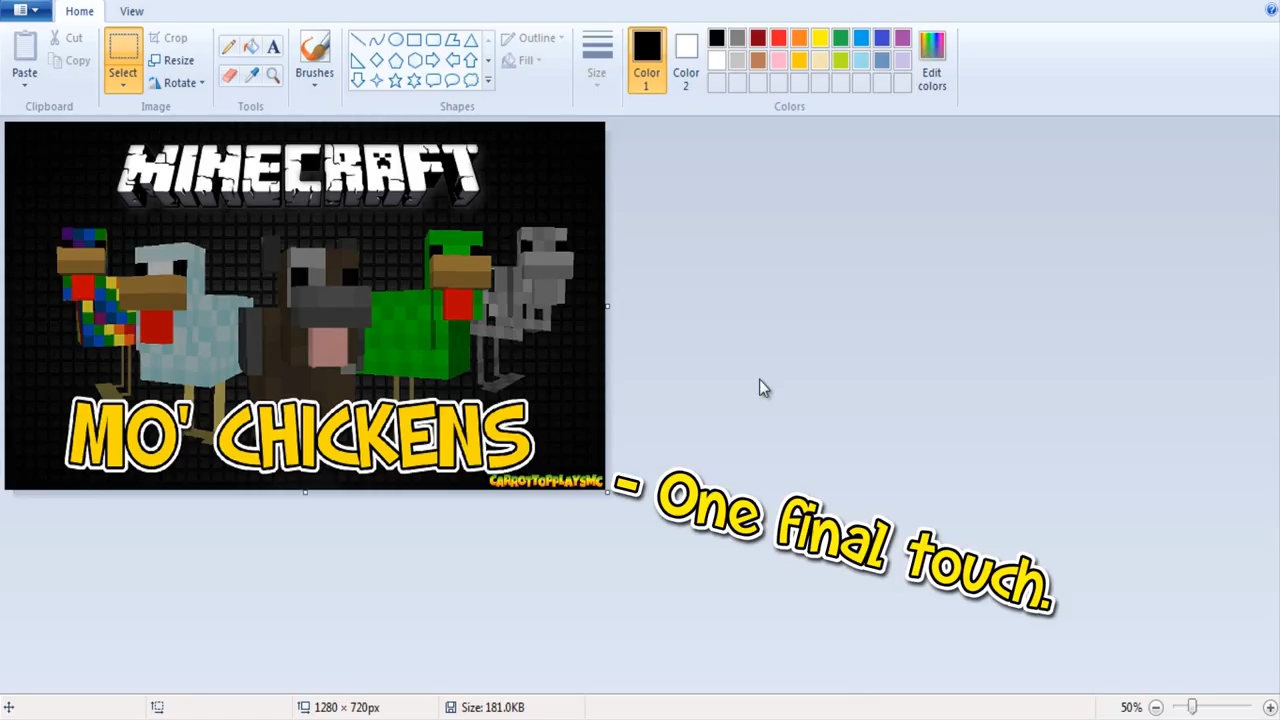 Home View
Paste Cut Copy Select Crop Resize Rotate Brushes Outline Fill Size Color 1 Color 2 Edit colors
Clipboard Image Tools Shapes Colors
MINECRAFT
MO' CHICKENS
CARROTTOPPLAYSMC
- One final touch.
1280 × 720px Size: 181.0KB 50%